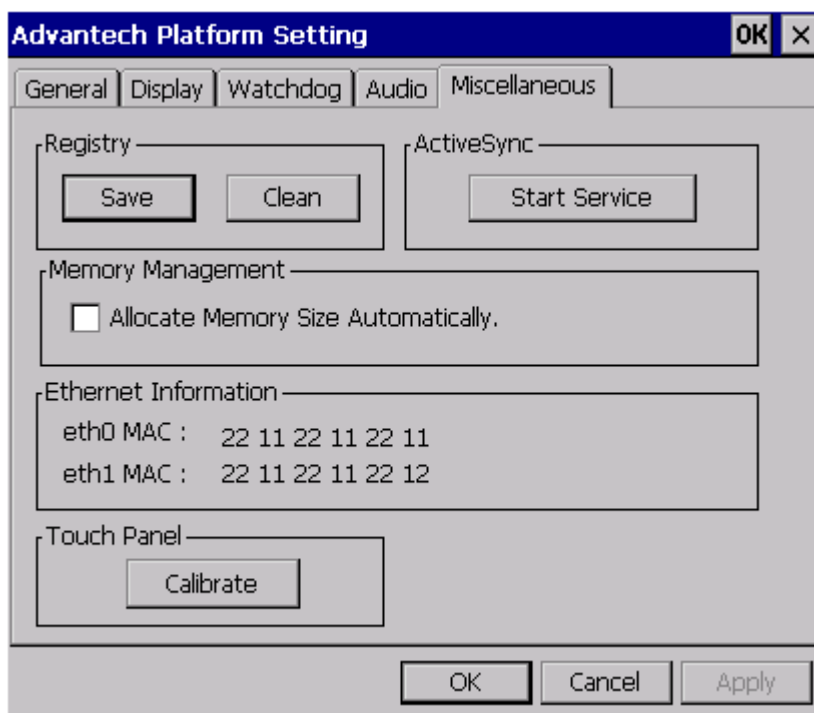 Advantech Platform Setting OK ×
General Display Watchdog Audio Miscellaneous
Registry
Save Clean
ActiveSync
Start Service
Memory Management
Allocate Memory Size Automatically.
Ethernet Information
eth0 MAC : 22 11 22 11 22 11
eth1 MAC : 22 11 22 11 22 12
Touch Panel
Calibrate
OK Cancel Apply